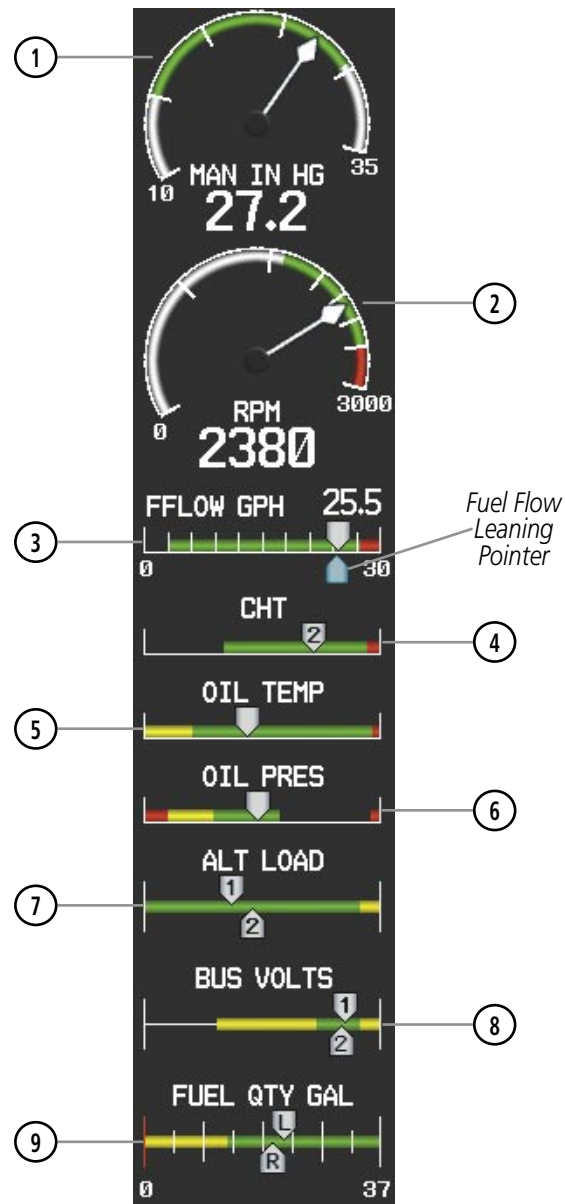 1
10
35
MAN IN HG
27.2
2
0
3000
RPM
2380
FFLOW GPH 25.5
Fuel Flow
Leaning
Pointer
3
0 30
CHT
2
4
OIL TEMP
5
OIL PRES
6
ALT LOAD
1
7
2
BUS VOLTS
1
8
2
FUEL QTY GAL
L
9
R
0 37